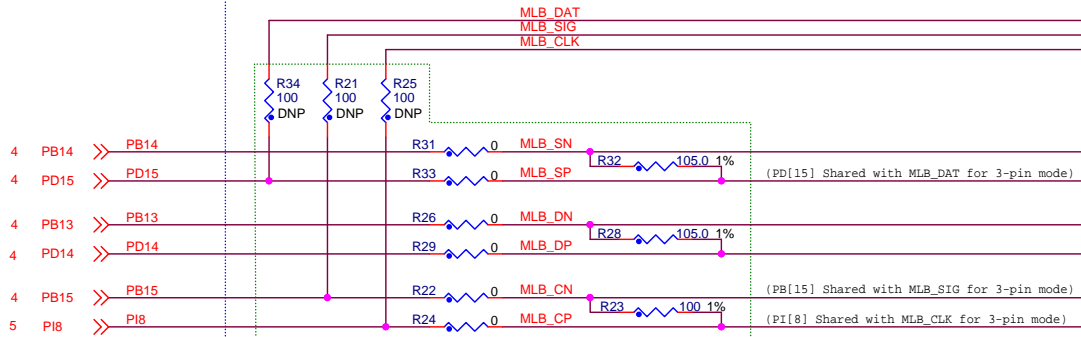 MLB_DAT
MLB_SIG
MLB_CLK
R34 R21 R25
100 100 100
DNP DNP DNP
4 PB14 PB14 R31 0 MLB_SN
R32 105.0 1%
4 PD15 PD15 R33 0 MLB_SP (PD[15] Shared with MLB_DAT for 3-pin mode)
4 PB13 PB13 R26 0 MLB_DN
R28 105.0 1%
4 PD14 PD14 R29 0 MLB_DP
4 PB15 PB15 R22 0 MLB_CN (PB[15] Shared with MLB_SIG for 3-pin mode)
R23 100 1%
5 PI8 PI8 R24 0 MLB_CP (PI[8] Shared with MLB_CLK for 3-pin mode)